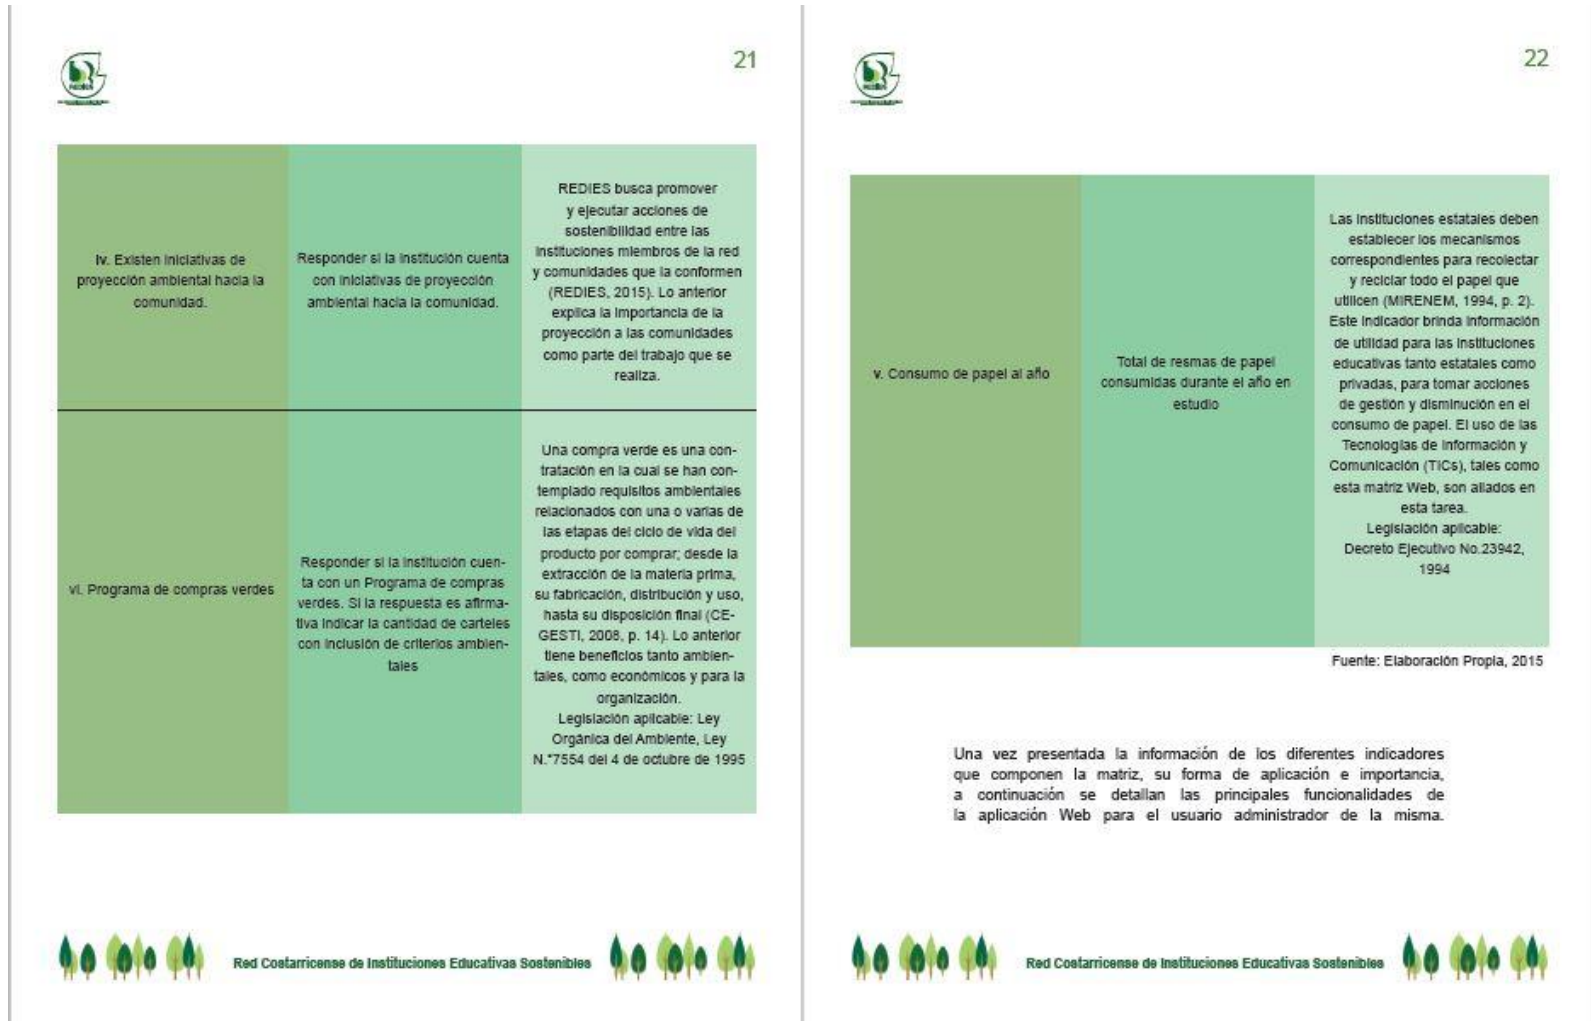 21
REDIES
iv. Existen iniciativas de
proyección ambiental hacia la
comunidad.
Responder si la institución cuenta
con iniciativas de proyección
ambiental hacia la comunidad.
REDIES busca promover
y ejecutar acciones de
sostenibilidad entre las
instituciones miembros de la red
y comunidades que la conformen
(REDIES, 2015). Lo anterior
explica la importancia de la
proyección a las comunidades
como parte del trabajo que se
realiza.
vi. Programa de compras verdes
Responder si la institución cuen-
ta con un Programa de compras
verdes. Si la respuesta es afirma-
tiva indicar la cantidad de carteles
con inclusión de criterios ambien-
tales
Una compra verde es una con-
tratación en la cual se han con-
templado requisitos ambientales
relacionados con una o varias de
las etapas del ciclo de vida del
producto por comprar; desde la
extracción de la materia prima,
su fabricación, distribución y uso,
hasta su disposición final (CE-
GESTI, 2008, p. 14). Lo anterior
tiene beneficios tanto ambien-
tales, como económicos y para la
organización.
Legislación aplicable: Ley
Orgánica del Ambiente, Ley
N.°7554 del 4 de octubre de 1995
Red Costarricense de Instituciones Educativas Sostenibles
22
REDIES
v. Consumo de papel al año
Total de resmas de papel
consumidas durante el año en
estudio
Las instituciones estatales deben
establecer los mecanismos
correspondientes para recolectar
y reciclar todo el papel que
utilicen (MIRENEM, 1994, p. 2).
Este indicador brinda información
de utilidad para las instituciones
educativas tanto estatales como
privadas, para tomar acciones
de gestión y disminución en el
consumo de papel. El uso de las
Tecnologías de Información y
Comunicación (TICs), tales como
esta matriz Web, son aliados en
esta tarea.
Legislación aplicable:
Decreto Ejecutivo No.23942,
1994
Fuente: Elaboración Propia, 2015
Una vez presentada la información de los diferentes indicadores
que componen la matriz, su forma de aplicación e importancia,
a continuación se detallan las principales funcionalidades de
la aplicación Web para el usuario administrador de la misma.
Red Costarricense de Instituciones Educativas Sostenibles